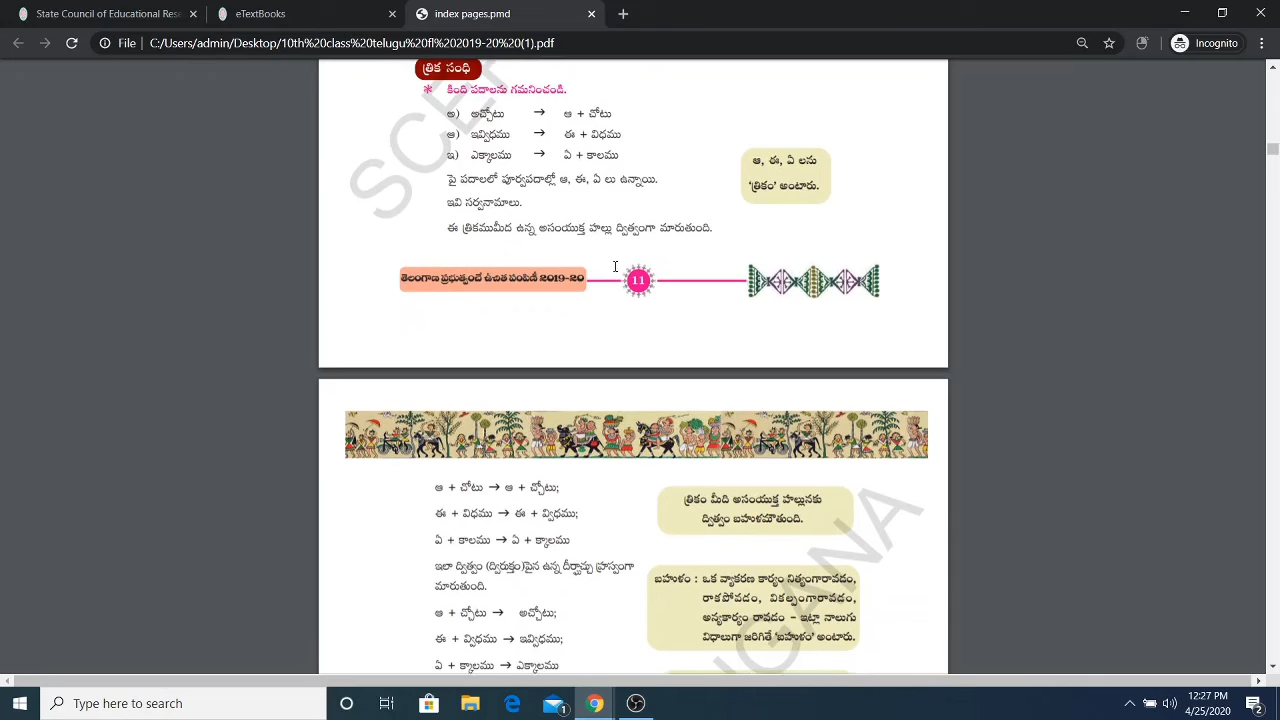 State Council of Educational Res
eTextBooks
index pages.pmd
File
C:/Users/admin/Desktop/10th%20class%20telugu%20fl%202019-20%20(1).pdf
Incognito
త్రిక సంధి
* కింది పదాలను గమనించండి.
అ) అచ్చోటు → ఆ + చోటు
ఆ) ఇవ్విధము → ఈ + విధము
ఇ) ఎక్కాలము → ఏ + కాలము
ఆ, ఈ, ఏ లను
'త్రికం' అంటారు.
పై పదాలలో పూర్వపదాల్లో ఆ, ఈ, ఏ లు ఉన్నాయి.
ఇవి సర్వనామాలు.
ఈ త్రికముమీద ఉన్న అసంయుక్త హల్లు ద్విత్వంగా మారుతుంది.
తెలంగాణ ప్రభుత్వంచే ఉచిత పంపిణీ 2019-20
11
ఆ + చోటు → ఆ + చ్చోటు;
ఈ + విధము → ఈ + వ్విధము;
ఏ + కాలము → ఏ + క్కాలము
ఇలా ద్విత్వం (ద్విరుక్తం)పైన ఉన్న దీర్ఘాచ్చు హ్రస్వంగా
మారుతుంది.
ఆ + చ్చోటు → అచ్చోటు;
ఈ + వ్విధము → ఇవ్విధము;
ఏ + క్కాలము → ఎక్కాలము
త్రికం మీది అసంయుక్త హల్లునకు
ద్విత్వం బహుళమౌతుంది.
బహుళం : ఒక వ్యాకరణ కార్యం నిత్యంగారావడం,
రాకపోవడం, వికల్పంగారావడం,
అన్యకార్యం రావడం - ఇట్లా నాలుగు
విధాలుగా జరిగితే 'బహుళం' అంటారు.
Type here to search
1
12:27 PM
4/25/2020
2